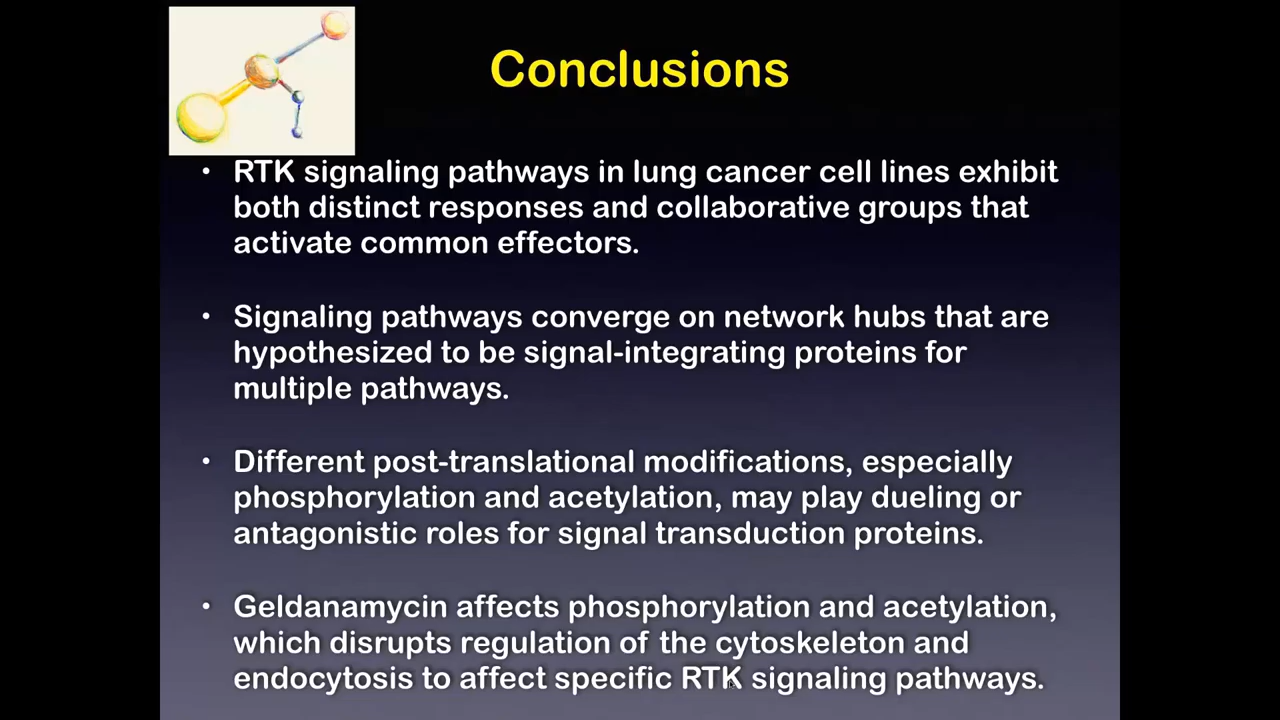 Conclusions
• RTK signaling pathways in lung cancer cell lines exhibit
both distinct responses and collaborative groups that
activate common effectors.
• Signaling pathways converge on network hubs that are
hypothesized to be signal-integrating proteins for
multiple pathways.
• Different post-translational modifications, especially
phosphorylation and acetylation, may play dueling or
antagonistic roles for signal transduction proteins.
• Geldanamycin affects phosphorylation and acetylation,
which disrupts regulation of the cytoskeleton and
endocytosis to affect specific RTK signaling pathways.